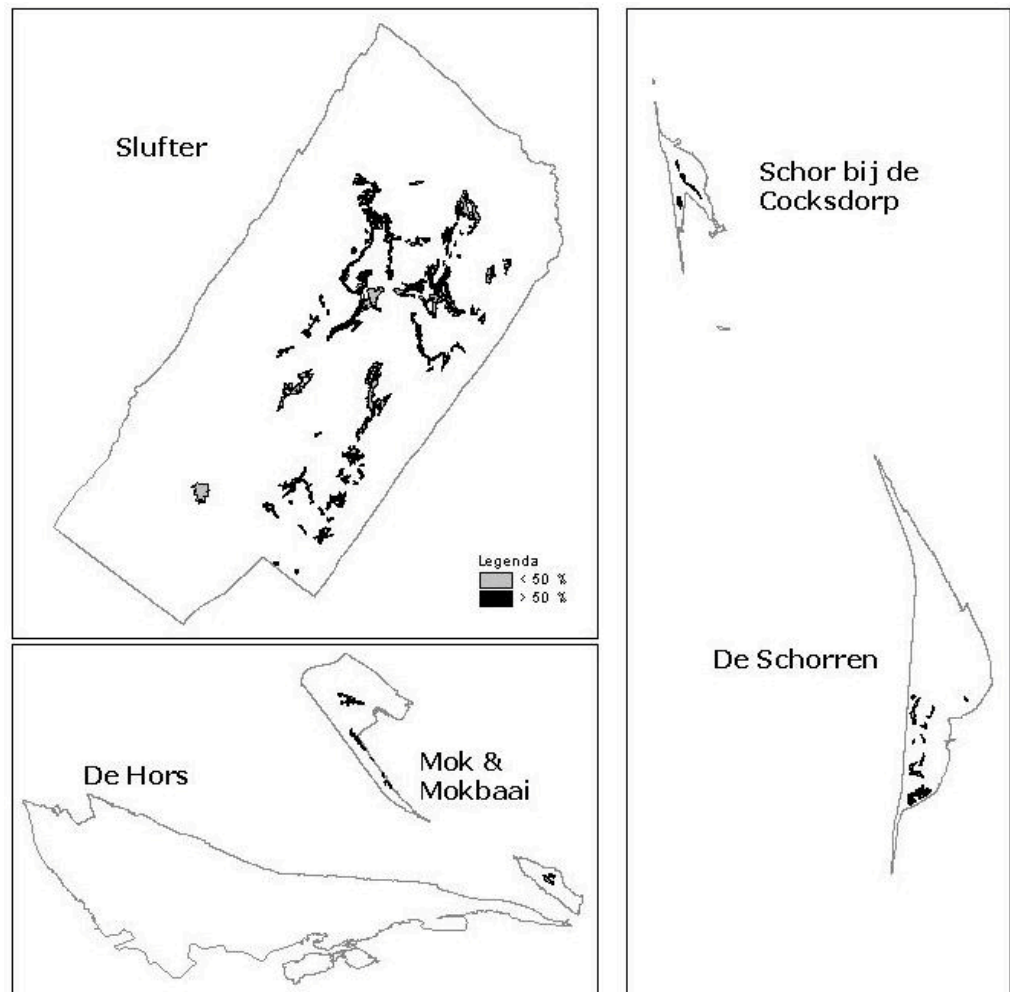 Slufter
Legenda
< 50 %
> 50 %
Schor bij de
Cocksdorp
De Schorren
De Hors
Mok &
Mokbaai